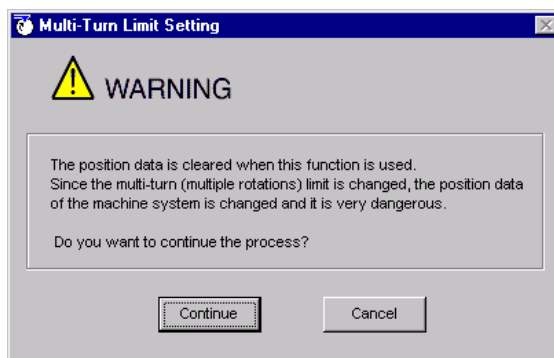 Multi-Turn Limit Setting
WARNING
The position data is cleared when this function is used.
Since the multi-turn (multiple rotations) limit is changed, the position data
of the machine system is changed and it is very dangerous.
Do you want to continue the process?
Continue
Cancel